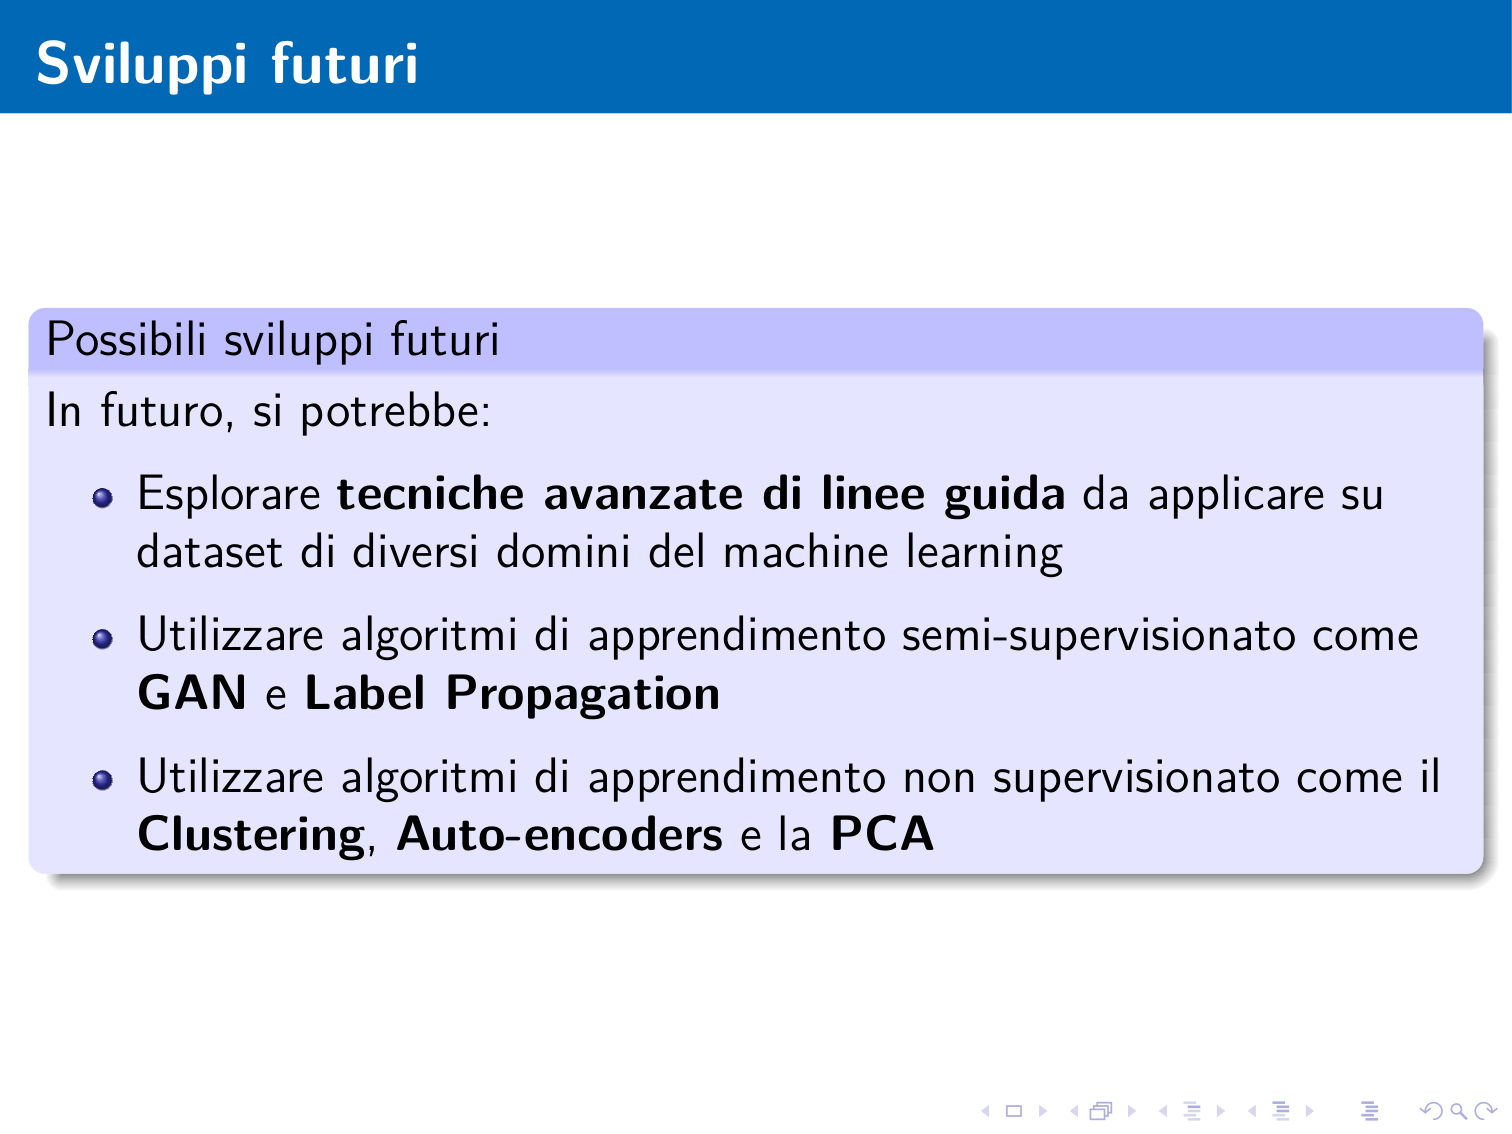 Sviluppi futuri
Possibili sviluppi futuri
In futuro, si potrebbe:
Esplorare tecniche avanzate di linee guida da applicare su
dataset di diversi domini del machine learning
Utilizzare algoritmi di apprendimento semi-supervisionato come
GAN e Label Propagation
Utilizzare algoritmi di apprendimento non supervisionato come il
Clustering, Auto-encoders e la PCA